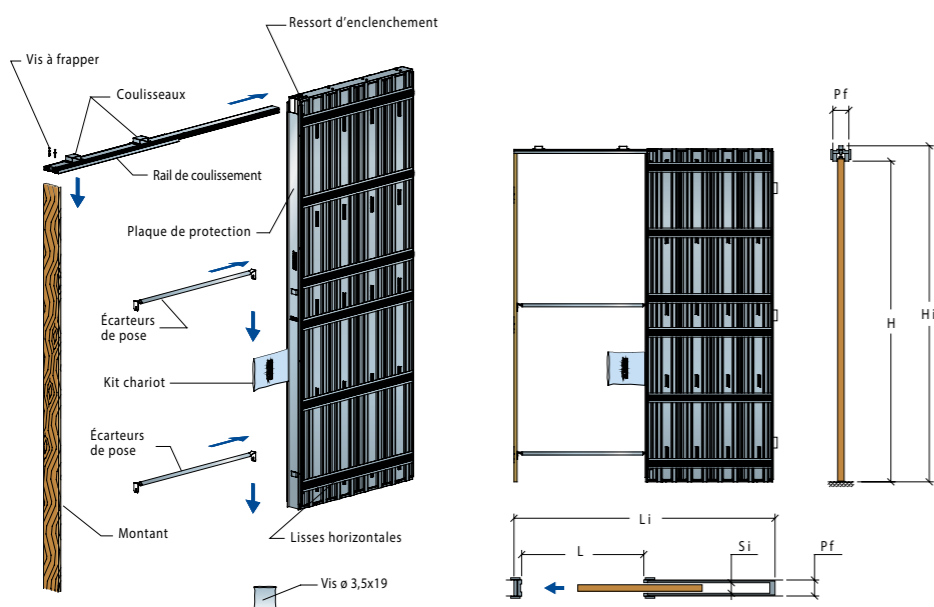 Ressort d'enclenchement
Vis à frapper
Coulisseaux
Rail de coulissement
Plaque de protection
Écarteurs
de pose
Kit chariot
Écarteurs
de pose
Montant
Lisses horizontales
Vis ø 3,5x19
Pf
H
Hi
Li
L
Si
Pf